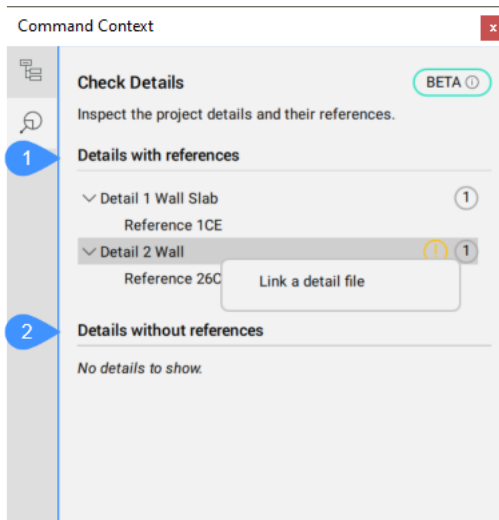 Command Context
x
Check Details
BETA
Inspect the project details and their references.
1
Details with references
Detail 1 Wall Slab
1
Reference 1CE
Detail 2 Wall
! 1
Reference 26C
Link a detail file
2
Details without references
No details to show.